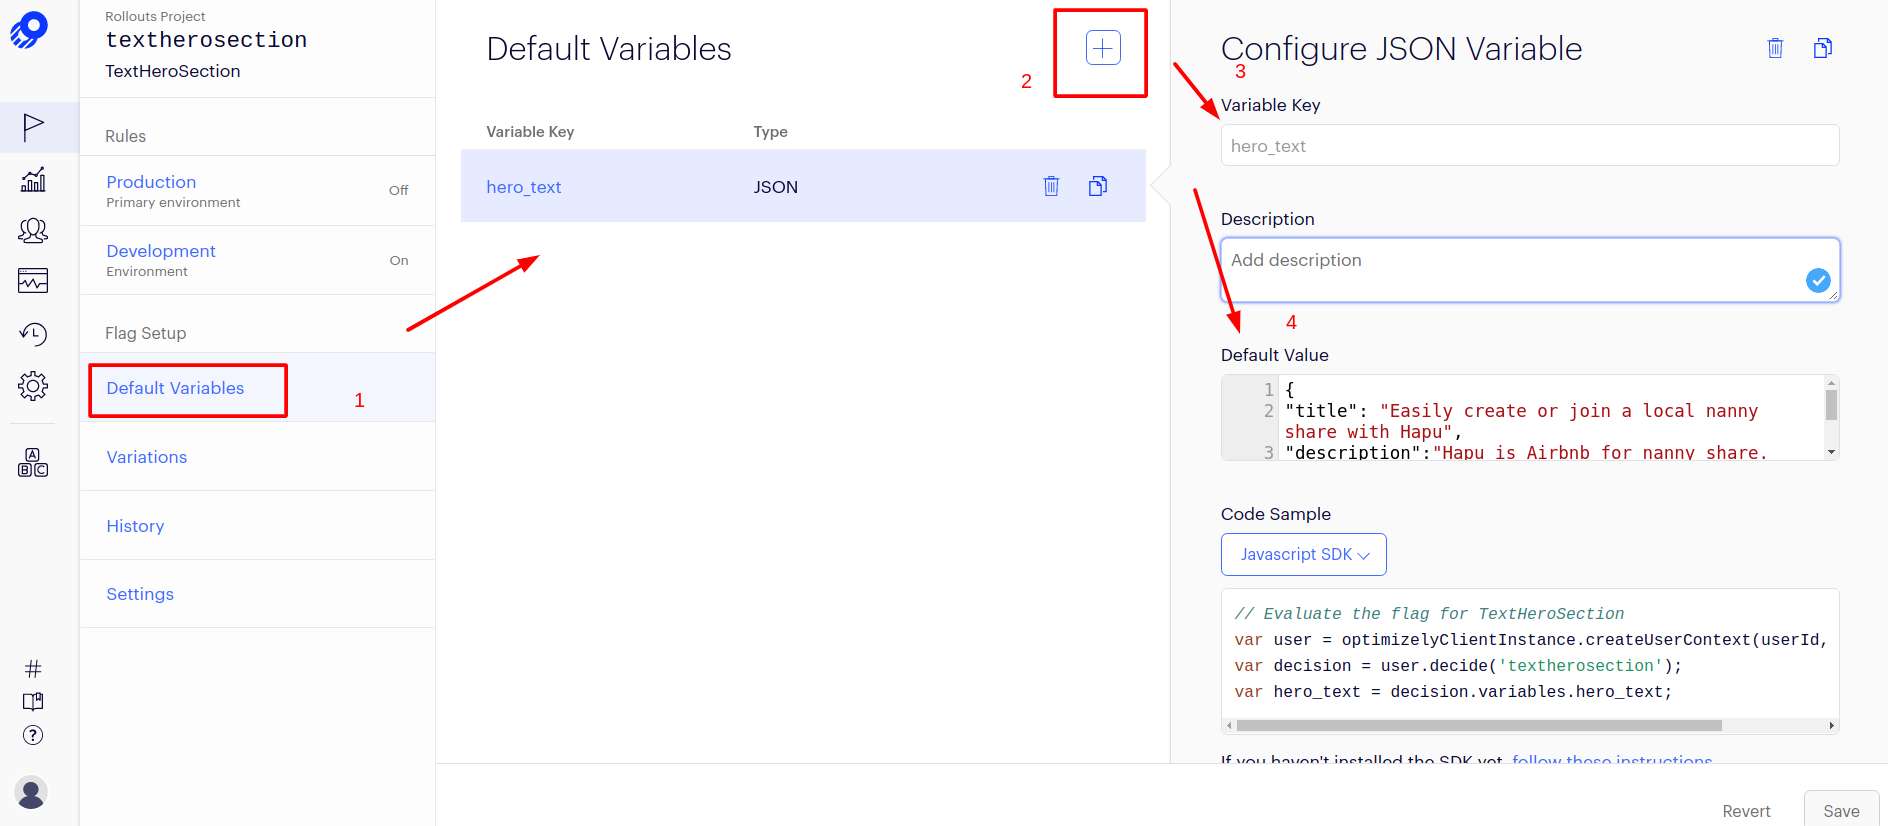 Rollouts Project
textherosection
TextHeroSection
Rules
Production
Primary environment
Off
Development
Environment
On
Flag Setup
Default Variables
1
Variations
History
Settings
A
B C
#
?
Default Variables
2
Variable Key Type
hero_text JSON
Configure JSON Variable
3
Variable Key
hero_text
Description
Add description
4
Default Value
1 {
2 "title": "Easily create or join a local nanny
share with Hapu",
3 "description":"Hapu is Airbnb for nanny share.
Code Sample
Javascript SDK
// Evaluate the flag for TextHeroSection
var user = optimizelyClientInstance.createUserContext(userId,
var decision = user.decide('textherosection');
var hero_text = decision.variables.hero_text;
If you haven't installed the SDK yet, follow these instructions
Revert Save